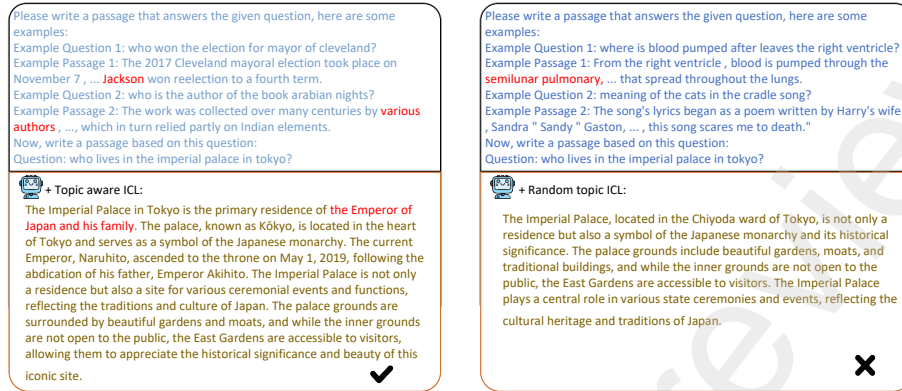 Please write a passage that answers the given question, here are some
examples:
Example Question 1: who won the election for mayor of cleveland?
Example Passage 1: The 2017 Cleveland mayoral election took place on
November 7 , ... Jackson won reelection to a fourth term.
Example Question 2: who is the author of the book arabian nights?
Example Passage 2: The work was collected over many centuries by various
authors , ..., which in turn relied partly on Indian elements.
Now, write a passage based on this question:
Question: who lives in the imperial palace in tokyo?
+ Topic aware ICL:
The Imperial Palace in Tokyo is the primary residence of the Emperor of
Japan and his family. The palace, known as Kōkyo, is located in the heart
of Tokyo and serves as a symbol of the Japanese monarchy. The current
Emperor, Naruhito, ascended to the throne on May 1, 2019, following the
abdication of his father, Emperor Akihito. The Imperial Palace is not only
a residence but also a site for various ceremonial events and functions,
reflecting the traditions and culture of Japan. The palace grounds are
surrounded by beautiful gardens and moats, and while the inner grounds
are not open to the public, the East Gardens are accessible to visitors,
allowing them to appreciate the historical significance and beauty of this
iconic site.
Please write a passage that answers the given question, here are some
examples:
Example Question 1: where is blood pumped after leaves the right ventricle?
Example Passage 1: From the right ventricle , blood is pumped through the
semilunar pulmonary, ... that spread throughout the lungs.
Example Question 2: meaning of the cats in the cradle song?
Example Passage 2: The song's lyrics began as a poem written by Harry's wife
, Sandra " Sandy " Gaston, ... , this song scares me to death."
Now, write a passage based on this question:
Question: who lives in the imperial palace in tokyo?
+ Random topic ICL:
The Imperial Palace, located in the Chiyoda ward of Tokyo, is not only a
residence but also a symbol of the Japanese monarchy and its historical
significance. The palace grounds include beautiful gardens, moats, and
traditional buildings, and while the inner grounds are not open to the
public, the East Gardens are accessible to visitors. The Imperial Palace
plays a central role in various state ceremonies and events, reflecting the
cultural heritage and traditions of Japan.
review